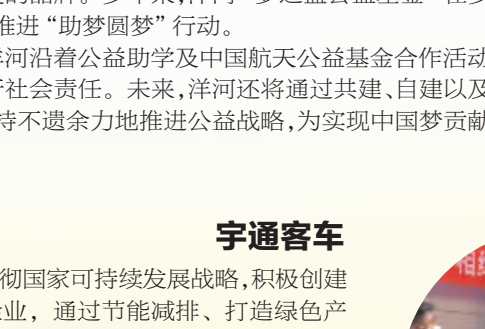 推进“助梦圆梦”行动。
洋河沿着公益助学及中国航天公益基金合作活动
社会责任。未来,洋河还将通过共建、自建以及
持不遗余力地推进公益战略,为实现中国梦贡献
宇通客车
彻国家可持续发展战略,积极创建
业，通过节能减排、打造绿色产
相约